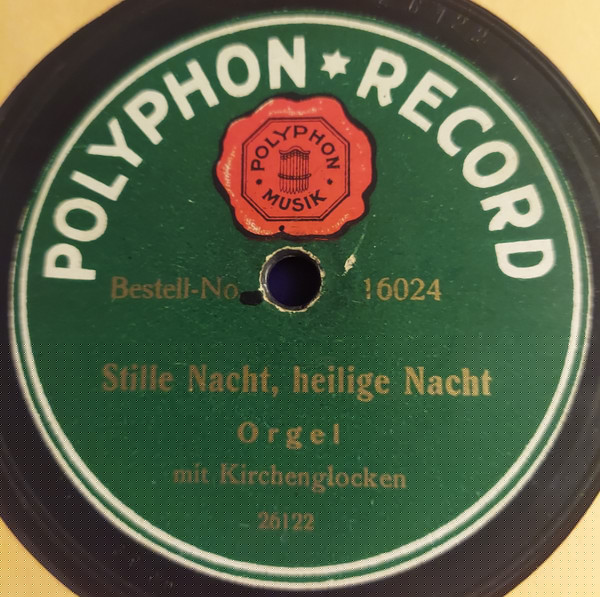 POLYPHON ★ RECORD
POLYPHON
MUSIK
Bestell-No. 16024
Stille Nacht, heilige Nacht
Orgel
mit Kirchenglocken
26122